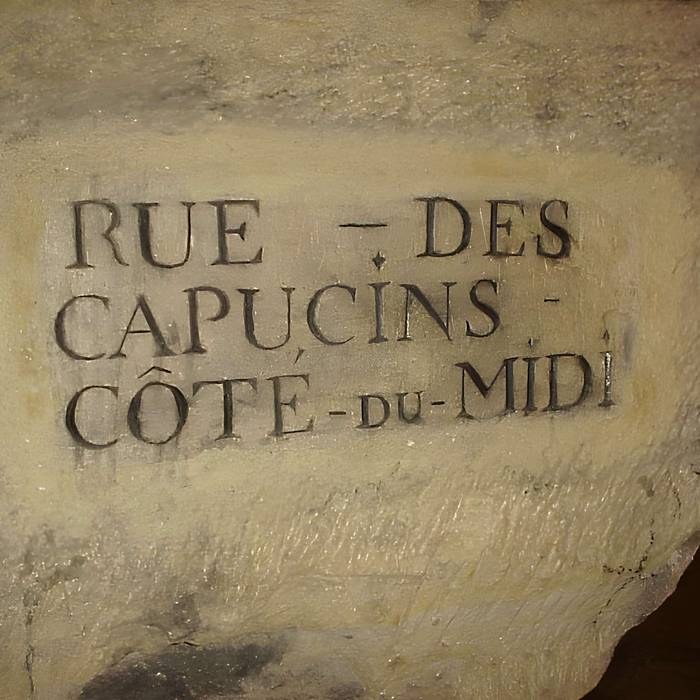 RUE — DES
CAPUCINS -
CÔTÉ-DU-MIDI